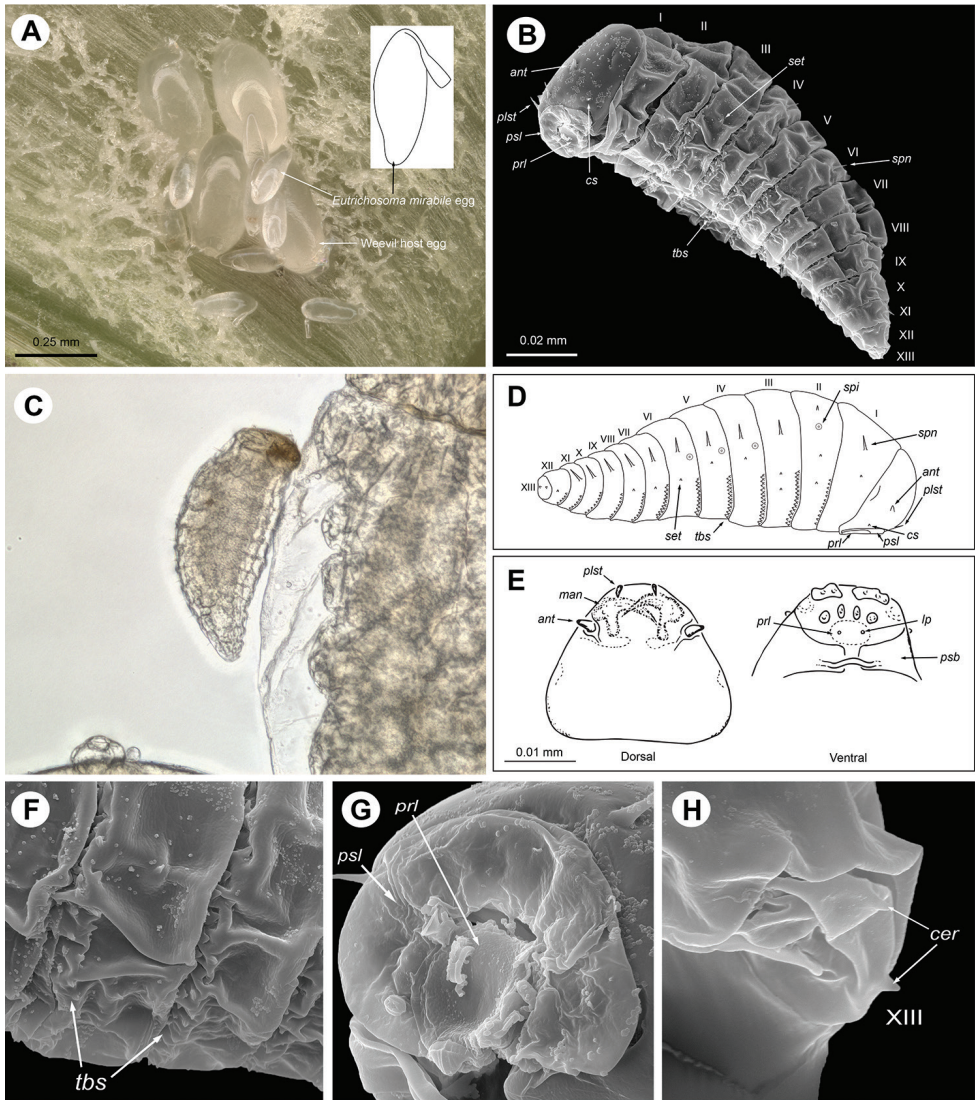 A
Eutrichosoma mirabile egg
Weevil host egg
0.25 mm
B
I
II
III
IV
V
VI
VII
VIII
IX
X
XI
XII
XIII
ant
plst
psl
prl
cs
set
spn
tbs
0.02 mm
C
D
XIII
XII
XI
X
IX
VIII
VII
VI
V
IV
III
II
I
spi
spn
ant
plst
cs
psl
prl
tbs
set
E
plst
man
ant
prl
lp
psb
0.01 mm
Dorsal
Ventral
F
tbs
G
prl
psl
H
cer
XIII